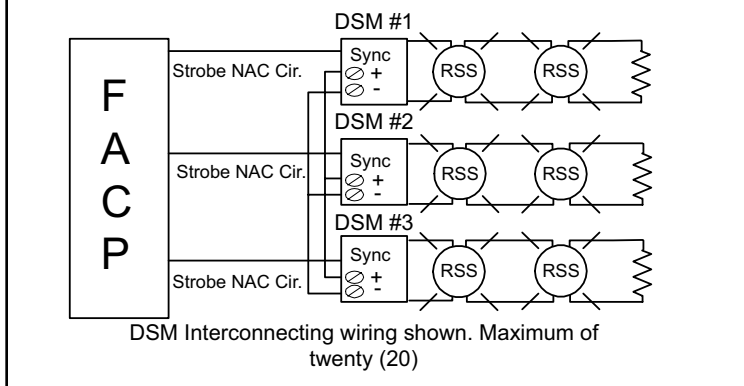 DSM #1
F
A
C
P
Strobe NAC Cir.
Sync
+
-
RSS
RSS
DSM #2
Strobe NAC Cir.
Sync
+
-
RSS
RSS
DSM #3
Strobe NAC Cir.
Sync
+
-
RSS
RSS
DSM Interconnecting wiring shown. Maximum of
twenty (20)